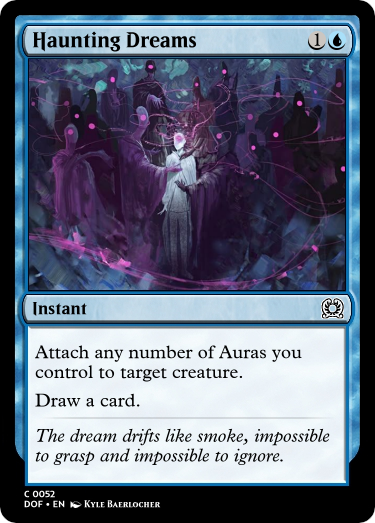 Haunting Dreams 1
Instant
Attach any number of Auras you
control to target creature.
Draw a card.
The dream drifts like smoke, impossible
to grasp and impossible to ignore.
C 0052
DOF • EN Kyle Baerlocher